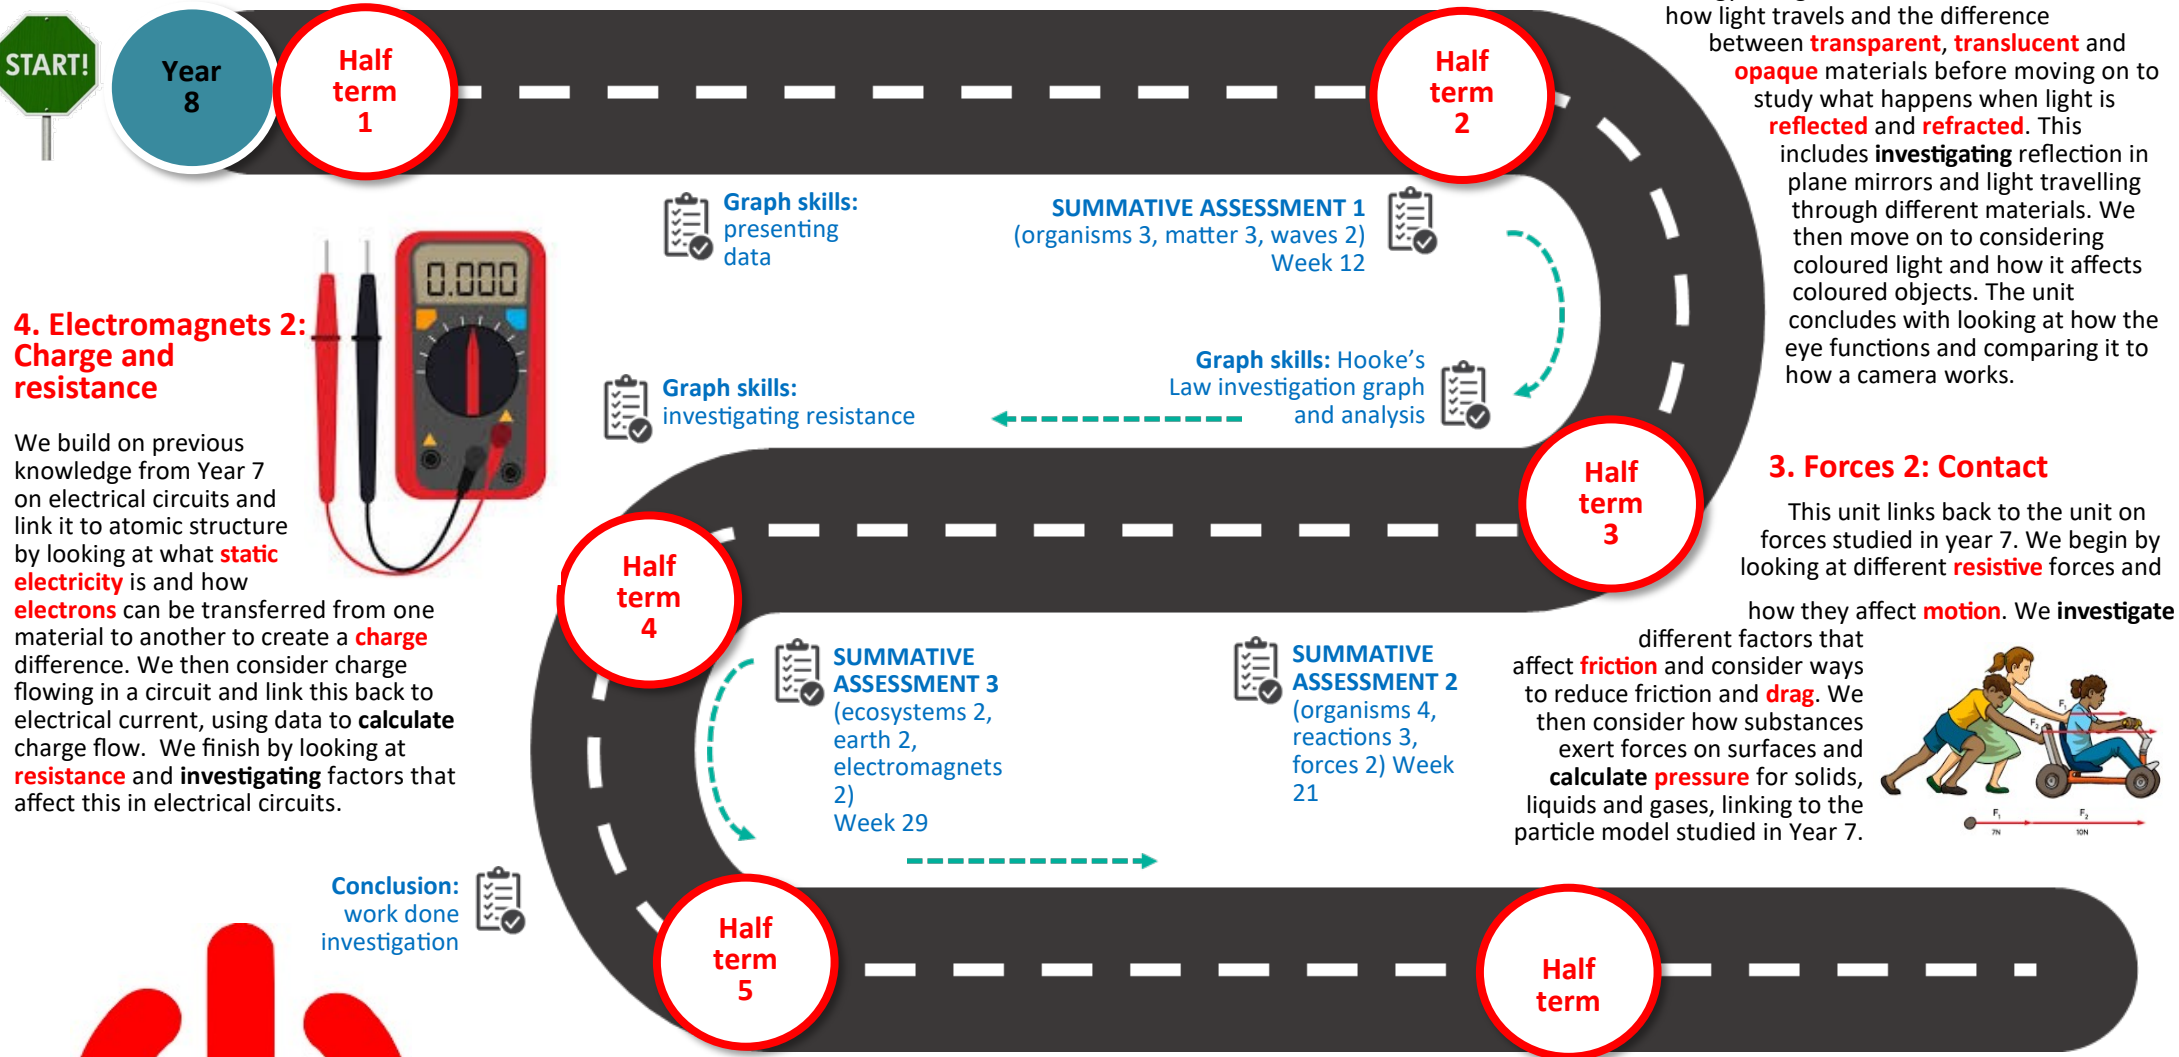 START!
Year
8
Half
term
1
Half
term
2
how light travels and the difference
between transparent, translucent and
opaque materials before moving on to
study what happens when light is
reflected and refracted. This
includes investigating reflection in
plane mirrors and light travelling
through different materials. We
then move on to considering
coloured light and how it affects
coloured objects. The unit
concludes with looking at how the
eye functions and comparing it to
how a camera works.
Graph skills:
presenting
data
SUMMATIVE ASSESSMENT 1
(organisms 3, matter 3, waves 2)
Week 12
0.000
4. Electromagnets 2:
Charge and
resistance
We build on previous
knowledge from Year 7
on electrical circuits and
link it to atomic structure
by looking at what static
electricity is and how
electrons can be transferred from one
material to another to create a charge
difference. We then consider charge
flowing in a circuit and link this back to
electrical current, using data to calculate
charge flow. We finish by looking at
resistance and investigating factors that
affect this in electrical circuits.
Graph skills:
investigating resistance
Graph skills: Hooke's
Law investigation graph
and analysis
Half
term
3
3. Forces 2: Contact
This unit links back to the unit on
forces studied in year 7. We begin by
looking at different resistive forces and
how they affect motion. We investigate
different factors that
affect friction and consider ways
to reduce friction and drag. We
then consider how substances
exert forces on surfaces and
calculate pressure for solids,
liquids and gases, linking to the
particle model studied in Year 7.
F1
F2
F1
F2
7N
10N
Half
term
4
SUMMATIVE
ASSESSMENT 3
(ecosystems 2,
earth 2,
electromagnets
2)
Week 29
SUMMATIVE
ASSESSMENT 2
(organisms 4,
reactions 3,
forces 2) Week
21
Conclusion:
work done
investigation
Half
term
5
Half
term